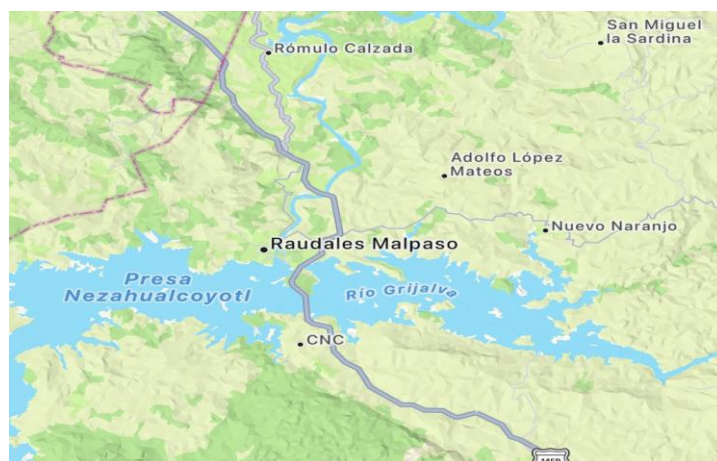 San Miguel
la Sardina
Rómulo Calzada
Adolfo López
Mateos
Nuevo Naranjo
Raudales Malpaso
Presa
Nezahualcoyotl
Río Grijalva
CNC